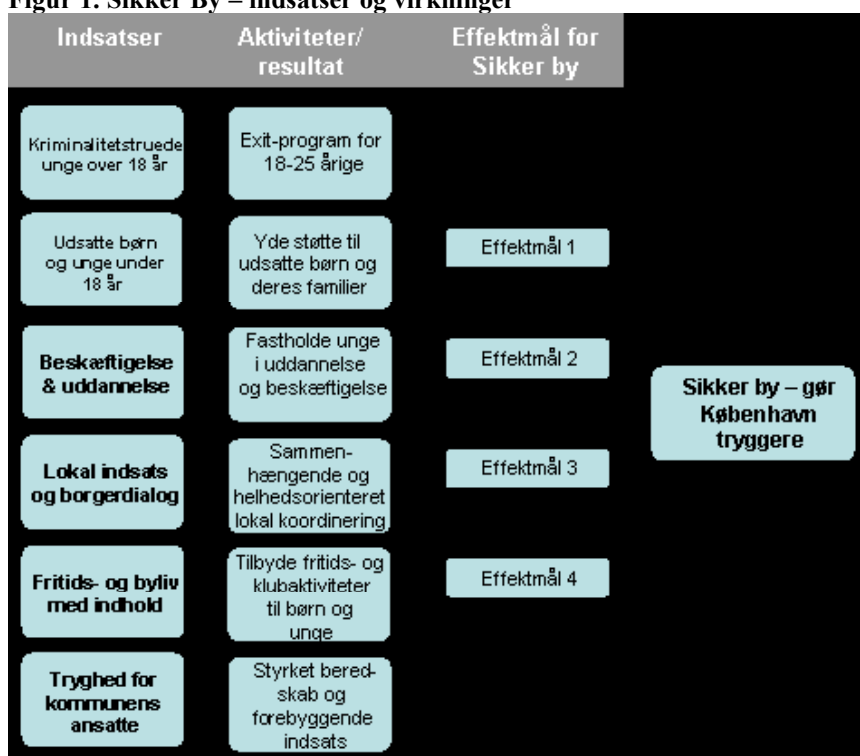 Figur 1. Sikker By – indsatser og virkninger
Indsatser
Aktiviteter/
resultat
Effektmål for
Sikker by
Kriminalitetstruede
unge over 18 år
Exit-program for
18-25 årige
Udsatte børn
og unge under
18 år
Yde støtte til
udsatte børn og
deres familier
Effektmål 1
Beskæftigelse
& uddannelse
Fastholde unge
i uddannelse
og beskæftigelse
Effektmål 2
Sikker by – gør
København
tryggere
Lokal indsats
og borgerdialog
Sammen-
hængende og
helhedsorienteret
lokal koordinering
Effektmål 3
Fritids- og byliv
med indhold
Tilbyde fritids- og
klubaktiviteter
til børn og
unge
Effektmål 4
Tryghed for
kommunens
ansatte
Styrket bered-
skab og
forebyggende
indsats